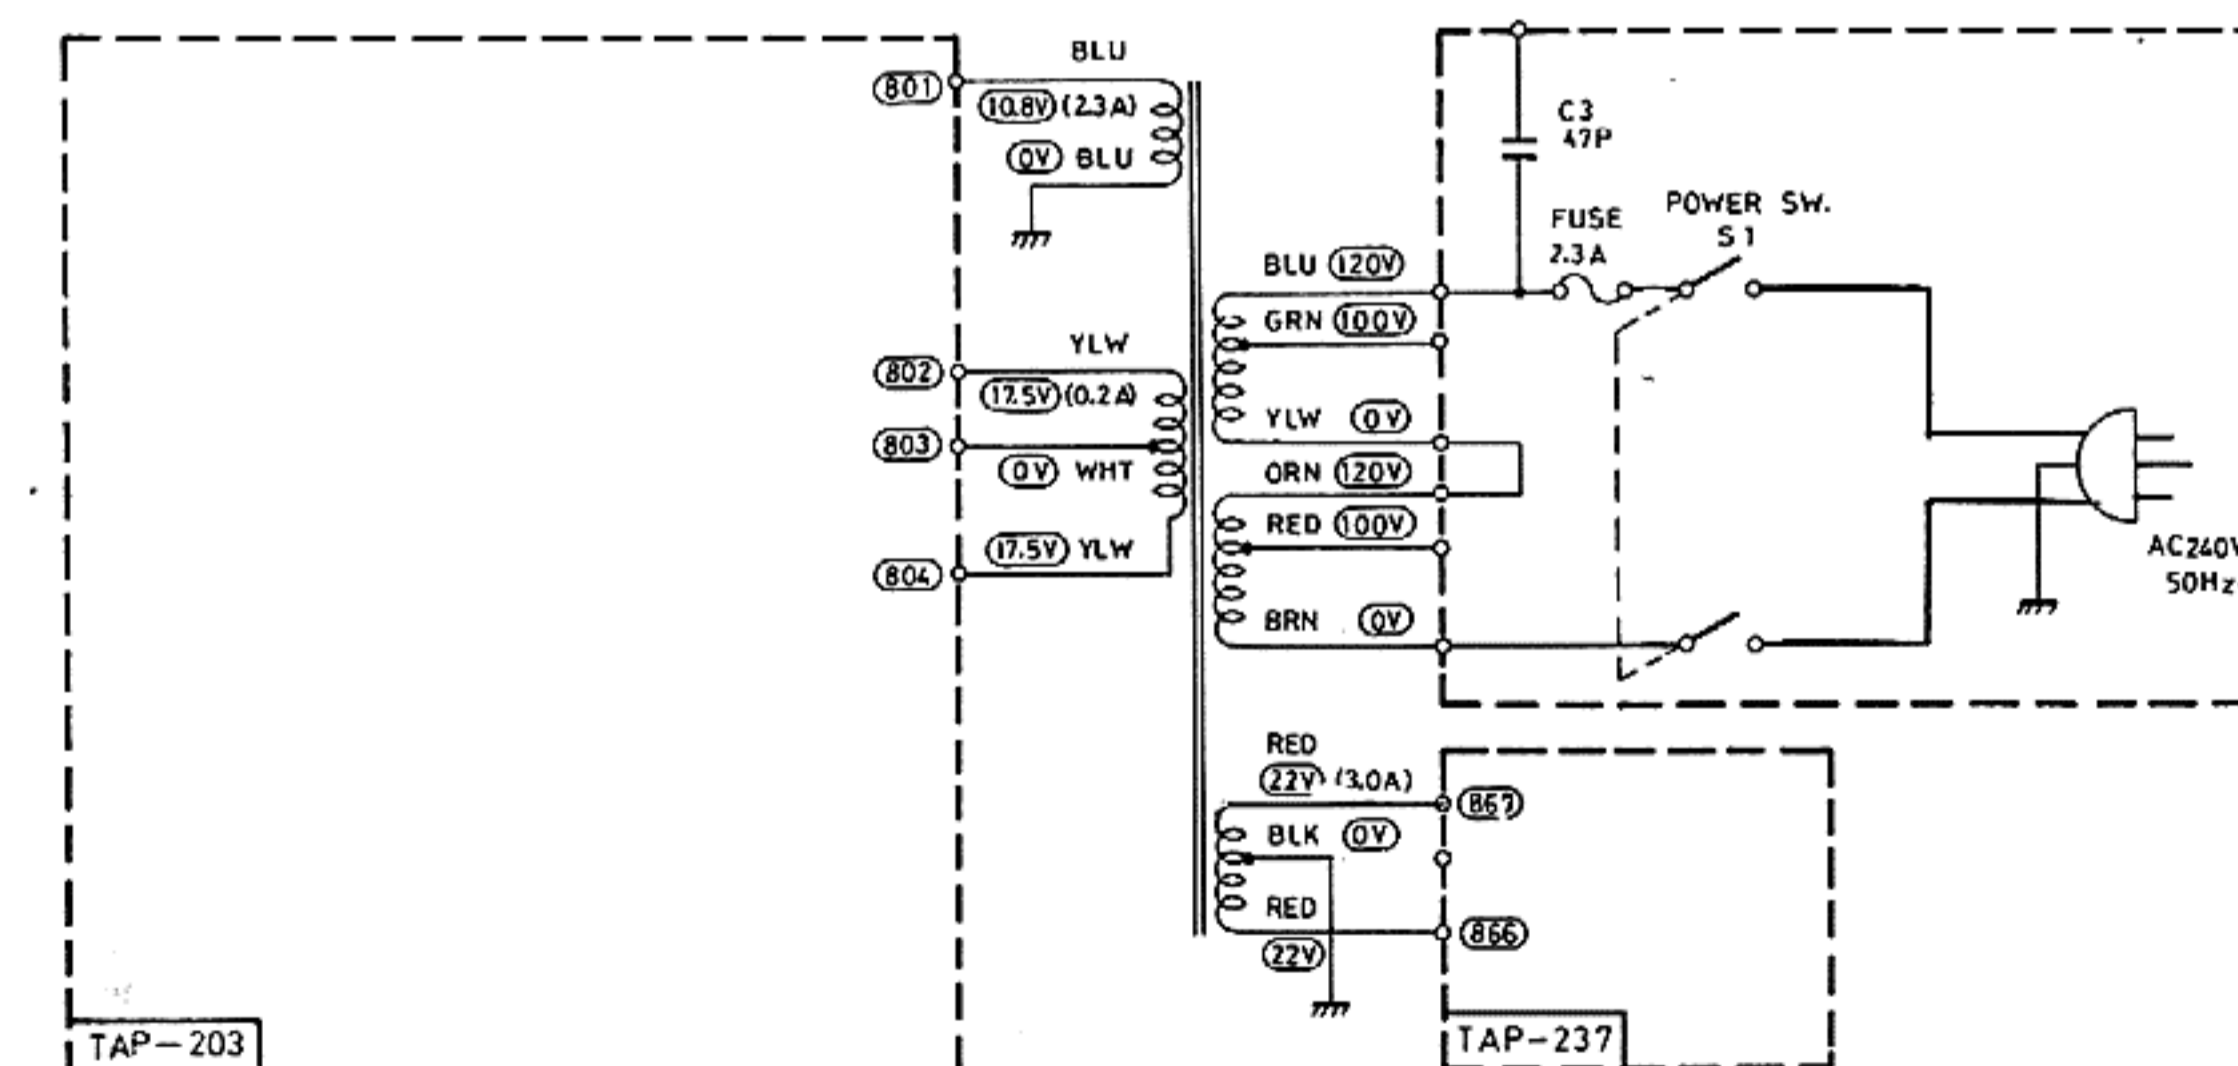 BLU
801
10.8V (2.3A)
0V BLU
YLW
802
17.5V (0.2A)
803
0V WHT
17.5V YLW
804
TAP-203
C3
47P
FUSE
2.3A
POWER SW.
S1
BLU 120V
GRN 100V
YLW 0V
ORN 120V
RED 100V
BRN 0V
AC240V
50Hz
RED
22V (3.0A)
867
BLK 0V
RED
866
22V
TAP-237